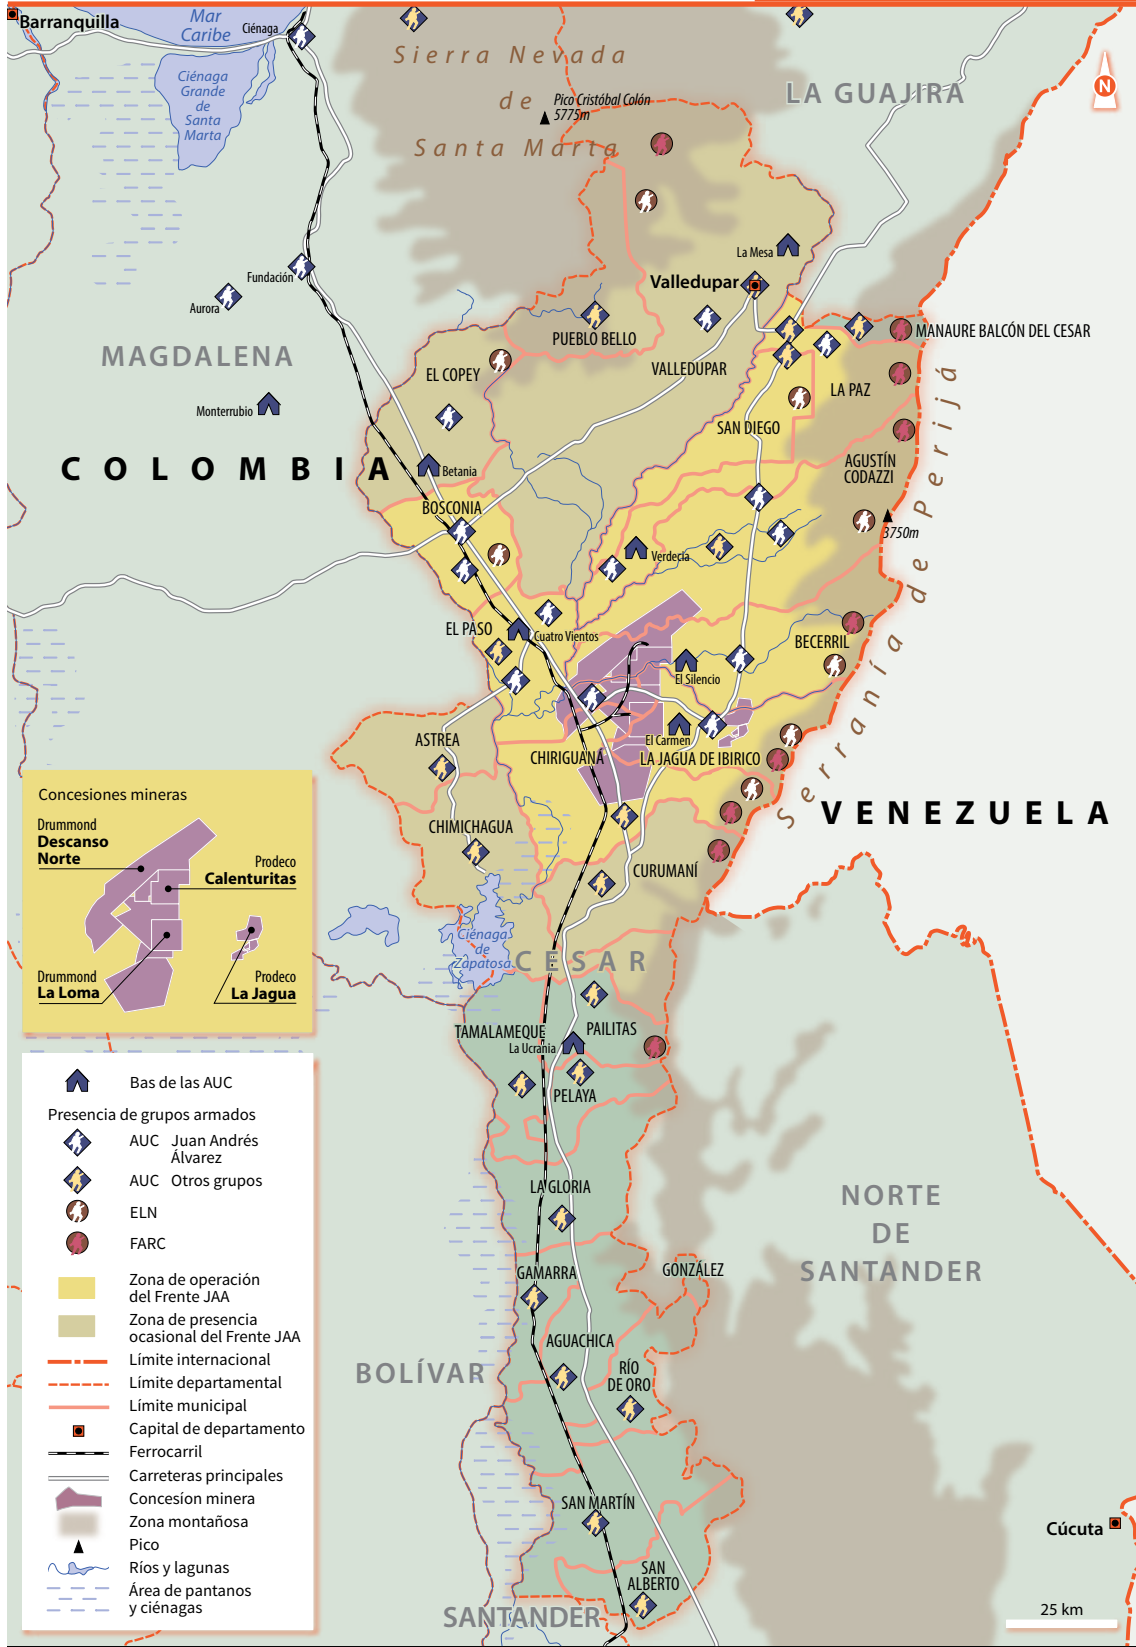 Barranquilla
Mar
Caribe
Ciénaga
Ciénaga
Grande
de
Santa
Marta
Sierra Nevada
de
Santa Marta
Pico Cristóbal Colón
5775m
LA GUAJIRA
N
La Mesa
Valledupar
Fundación
Aurora
MAGDALENA
Monterrubio
PUEBLO BELLO
VALLEDUPAR
MANAURE BALCÓN DEL CESAR
EL COPEY
LA PAZ
SAN DIEGO
COLOMBIA
Betania
AGUSTÍN
CODAZZI
BOSCONIA
3750m
Serranía de Perijá
Verdecia
EL PASO
Cuatro Vientos
BECERRIL
El Silencio
ASTREA
El Carmen
CHIRIGUANÁ
LA JAGUA DE IBIRICO
VENEZUELA
CHIMICHAGUA
CURUMANÍ
Ciénaga
de
Zapatosa
CESAR
TAMALAMEQUE
PAILITAS
La Ucrania
PELAYA
LA GLORIA
NORTE
DE
SANTANDER
GONZÁLEZ
GAMARRA
AGUACHICA
BOLÍVAR
RÍO
DE ORO
SAN MARTÍN
Cúcuta
SAN
ALBERTO
SANTANDER
25 km
Concesiones mineras
Drummond
Descanso
Norte
Prodeco
Calenturitas
Drummond
La Loma
Prodeco
La Jagua
Bas de las AUC
Presencia de grupos armados
AUC Juan Andrés
Álvarez
AUC Otros grupos
ELN
FARC
Zona de operación
del Frente JAA
Zona de presencia
ocasional del Frente JAA
Límite internacional
Límite departamental
Límite municipal
Capital de departamento
Ferrocarril
Carreteras principales
Concesíon minera
Zona montañosa
Pico
Ríos y lagunas
Área de pantanos
y ciénagas